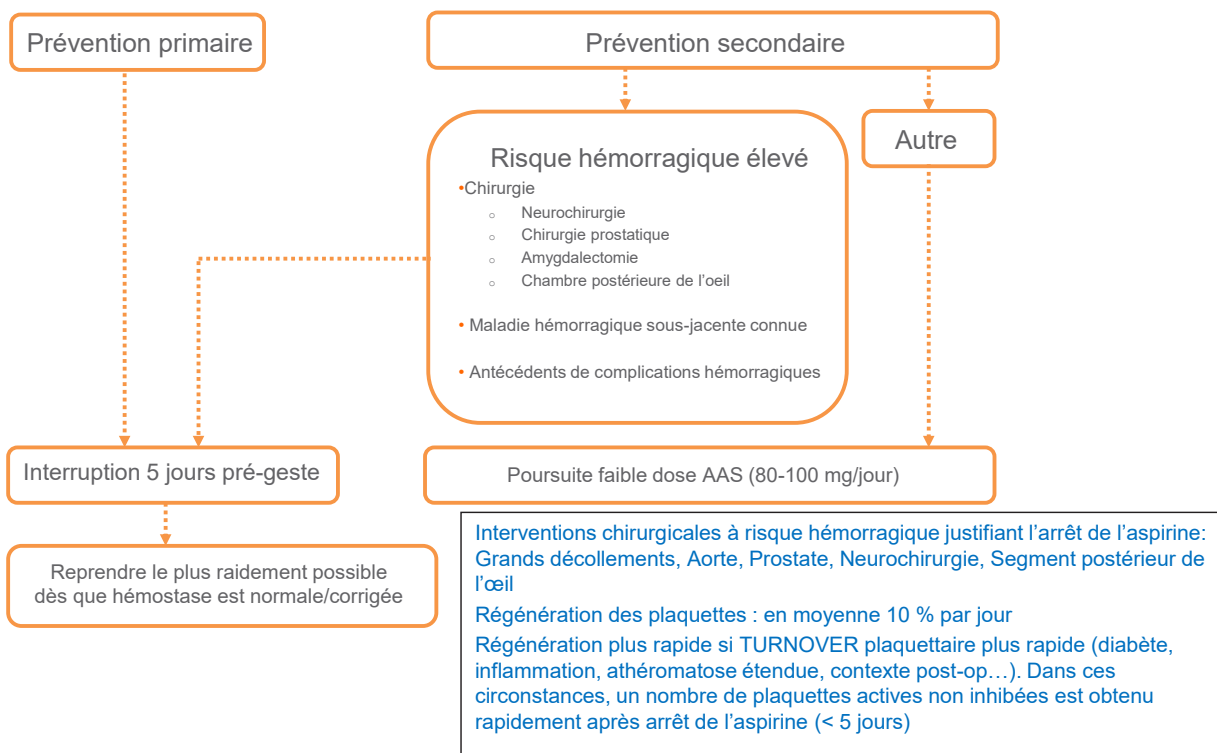 Prévention primaire
Prévention secondaire
Autre
Risque hémorragique élevé
•Chirurgie
o Neurochirurgie
o Chirurgie prostatique
o Amygdalectomie
o Chambre postérieure de l'oeil
• Maladie hémorragique sous-jacente connue
• Antécédents de complications hémorragiques
Interruption 5 jours pré-geste
Poursuite faible dose AAS (80-100 mg/jour)
Reprendre le plus raidement possible
dès que hémostase est normale/corrigée
Interventions chirurgicales à risque hémorragique justifiant l'arrêt de l'aspirine:
Grands décollements, Aorte, Prostate, Neurochirurgie, Segment postérieur de
l'œil
Régénération des plaquettes : en moyenne 10 % par jour
Régénération plus rapide si TURNOVER plaquettaire plus rapide (diabète,
inflammation, athéromatose étendue, contexte post-op…). Dans ces
circonstances, un nombre de plaquettes actives non inhibées est obtenu
rapidement après arrêt de l'aspirine (< 5 jours)